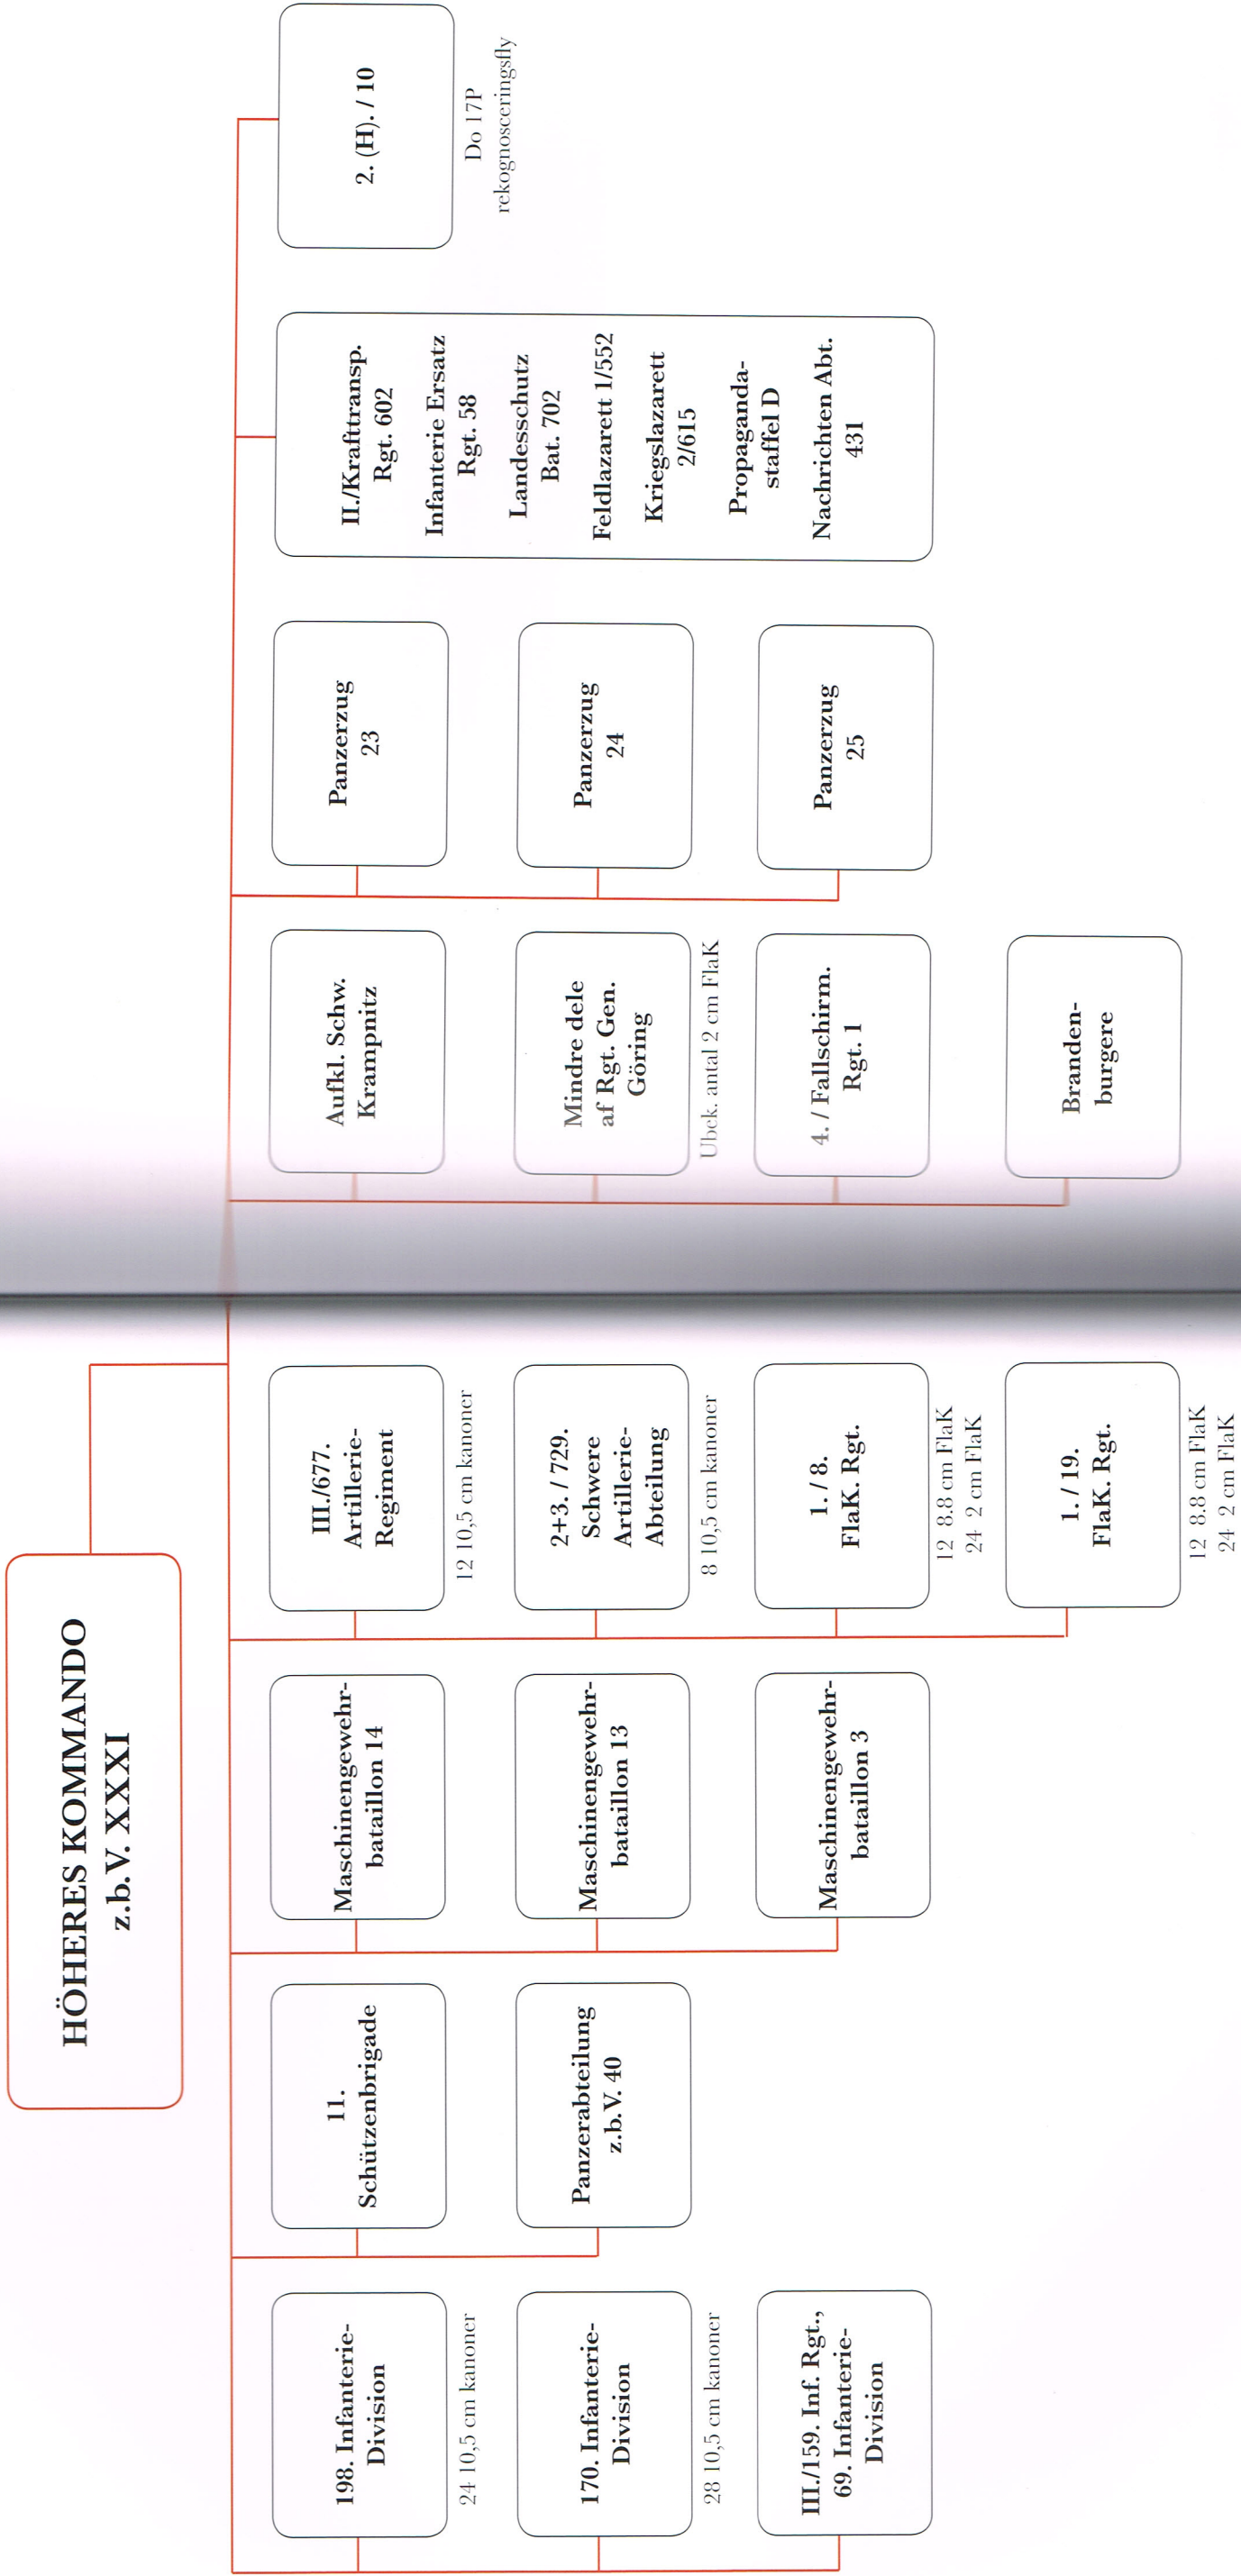 HÖHERES KOMMANDO
z.b.V. XXXI
198. Infanterie-
Division
24 10,5 cm kanoner
170. Infanterie-
Division
28 10,5 cm kanoner
III./159. Inf. Rgt.,
69. Infanterie-
Division
11.
Schützenbrigade
Panzerabteilung
z.b.V. 40
Maschinengewehr-
bataillon 14
Maschinengewehr-
bataillon 13
Maschinengewehr-
bataillon 3
III./677.
Artillerie-
Regiment
12 10,5 cm kanoner
2+3. / 729.
Schwere
Artillerie-
Abteilung
8 10,5 cm kanoner
1. / 8.
FlaK. Rgt.
12 8.8 cm FlaK
24 2 cm FlaK
1. / 19.
FlaK. Rgt.
12 8.8 cm FlaK
24 2 cm FlaK
Aufkl. Schw.
Krampnitz
Mindre dele
af Rgt. Gen.
Göring
Ubek. antal 2 cm FlaK
4. / Fallschirm.
Rgt. 1
Branden-
burgere
Panzerzug
23
Panzerzug
24
Panzerzug
25
II./Krafttransp.
Rgt. 602
Infanterie Ersatz
Rgt. 58
Landesschutz
Bat. 702
Feldlazarett 1/552
Kriegslazarett
2/615
Propaganda-
staffel D
Nachrichten Abt.
431
2. (H). / 10
Do 17P
rekognosceringsfly